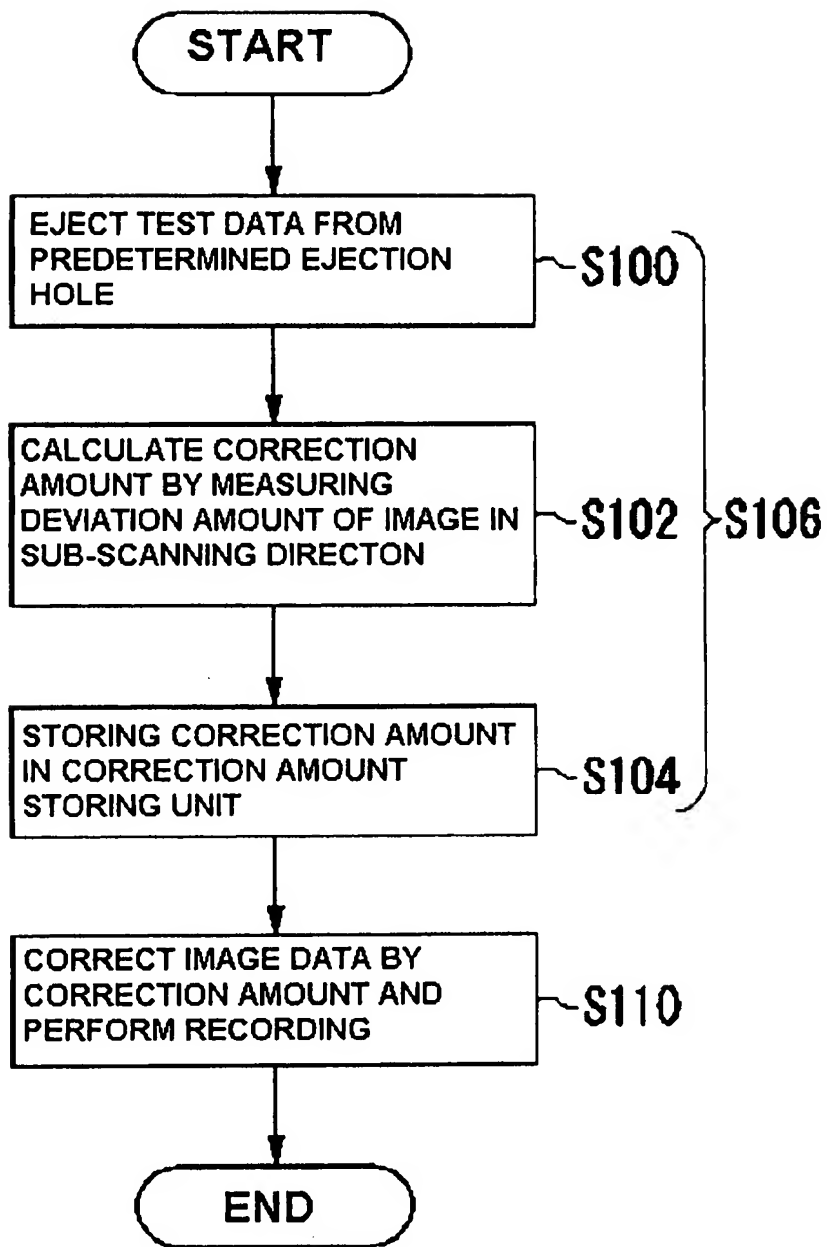 START
EJECT TEST DATA FROM
PREDETERMINED EJECTION
HOLE
S100
CALCULATE CORRECTION
AMOUNT BY MEASURING
DEVIATION AMOUNT OF IMAGE IN
SUB-SCANNING DIRECTON
S102
S106
STORING CORRECTION AMOUNT
IN CORRECTION AMOUNT
STORING UNIT
S104
CORRECT IMAGE DATA BY
CORRECTION AMOUNT AND
PERFORM RECORDING
S110
END